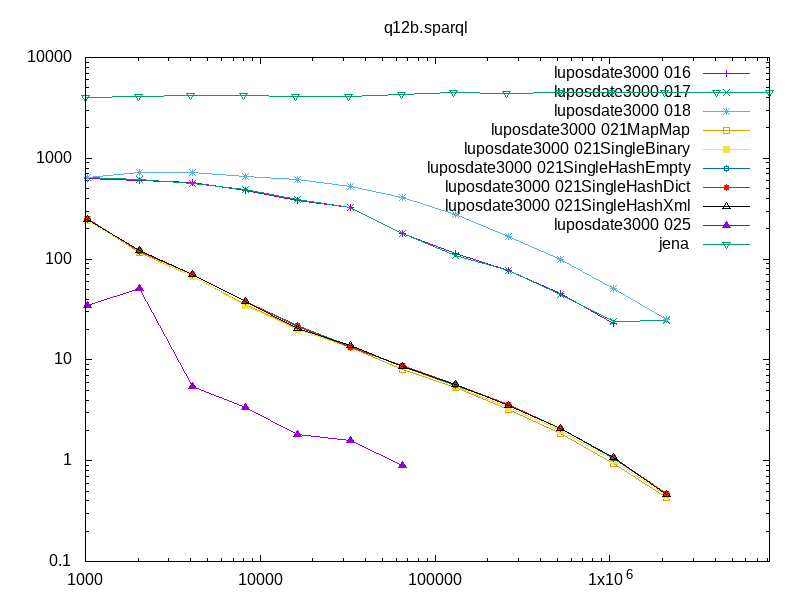 q12b.sparql
10000
1000
100
10
1
0.1
luposdate3000 016
luposdate3000 017
luposdate3000 018
luposdate3000 021MapMap
luposdate3000 021SingleBinary
luposdate3000 021SingleHashEmpty
luposdate3000 021SingleHashDict
luposdate3000 021SingleHashXml
luposdate3000 025
jena
1000 10000 100000 1x10^6